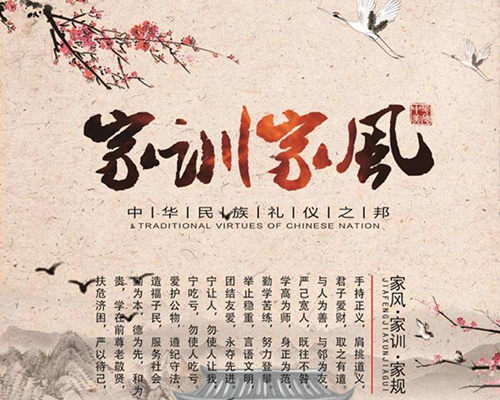 家训家风
中华民族礼仪之邦
& TRADITIONAL VIRTUES OF CHINESE NATION
家风·家训·家规
JIAFENGJIAXUNJIAGUI
手持正义，肩挑道义，
君子爱财，取之有道
与人为善，与邻为友，
严己宽人，既往不咎
学高为师，身正为范
勤学苦练，努力登攀
举止稳重，言语文明
团结友爱，永夺先进
宁让人，勿使人让我
宁吃亏，勿使人吃亏
爱护公物，遵纪守法，
造福子民，服务社会
勤为本，德为先，和为
贵，学在前尊老敬贤，
扶危济困，严以待己，